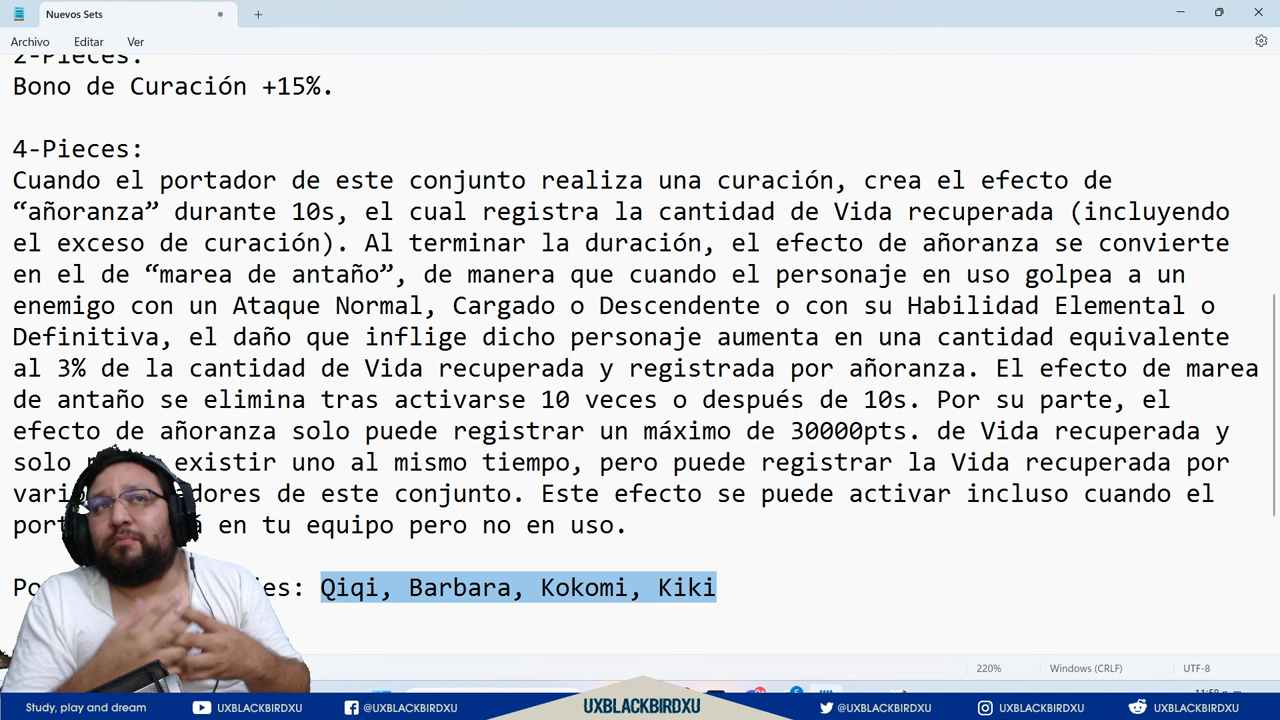 Nuevos Sets
Archivo Editar Ver
2-Pieces:
Bono de Curación +15%.
4-Pieces:
Cuando el portador de este conjunto realiza una curación, crea el efecto de
“añoranza” durante 10s, el cual registra la cantidad de Vida recuperada (incluyendo
el exceso de curación). Al terminar la duración, el efecto de añoranza se convierte
en el de “marea de antaño”, de manera que cuando el personaje en uso golpea a un
enemigo con un Ataque Normal, Cargado o Descendente o con su Habilidad Elemental o
Definitiva, el daño que inflige dicho personaje aumenta en una cantidad equivalente
al 3% de la cantidad de Vida recuperada y registrada por añoranza. El efecto de marea
de antaño se elimina tras activarse 10 veces o después de 10s. Por su parte, el
efecto de añoranza solo puede registrar un máximo de 30000pts. de Vida recuperada y
solo existir uno al mismo tiempo, pero puede registrar la Vida recuperada por
de este conjunto. Este efecto se puede activar incluso cuando el
en tu equipo pero no en uso.
Qiqi, Barbara, Kokomi, Kiki
220% Windows (CRLF) UTF-8
Study, play and dream UXBLACKBIRDXU @UXBLACKBIRDXU UXBLACKBIRDXU @UXBLACKBIRDXU UXBLACKBIRDXU UXBLACKBIRDXU